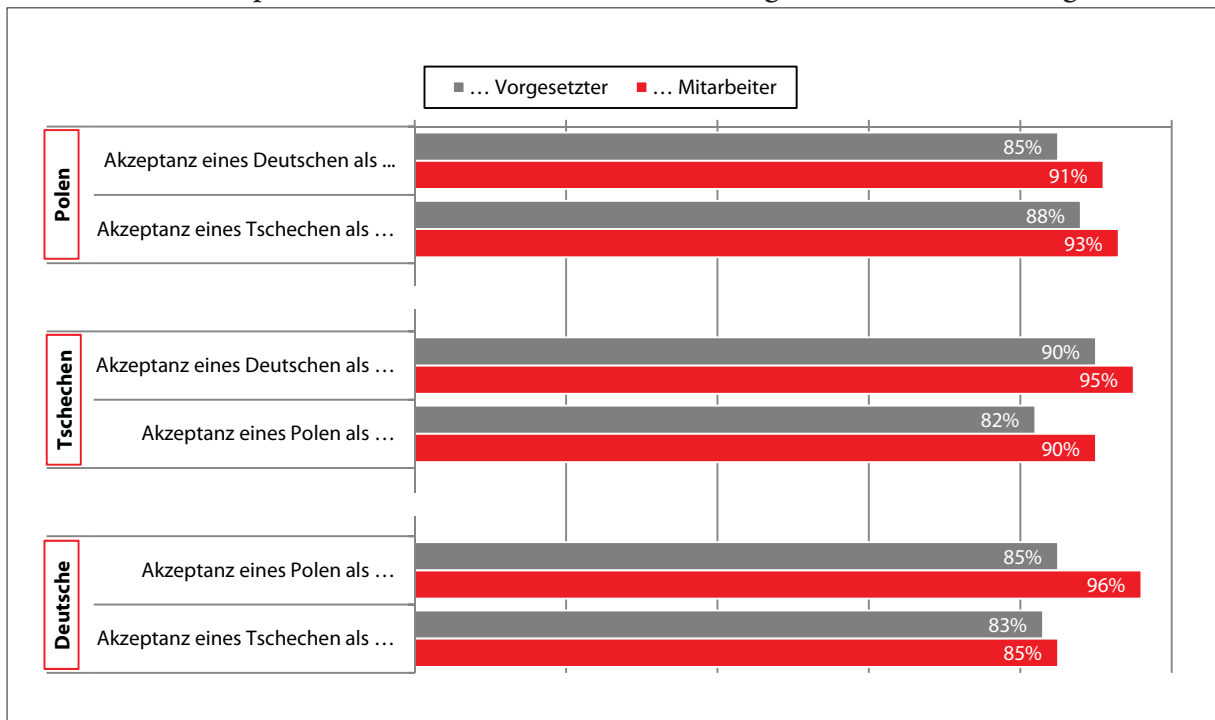 … Vorgesetzter … Mitarbeiter
Polen
Akzeptanz eines Deutschen als ...
85%
91%
Akzeptanz eines Tschechen als …
88%
93%
Tschechen
Akzeptanz eines Deutschen als …
90%
95%
Akzeptanz eines Polen als …
82%
90%
Deutsche
Akzeptanz eines Polen als …
85%
96%
Akzeptanz eines Tschechen als …
83%
85%